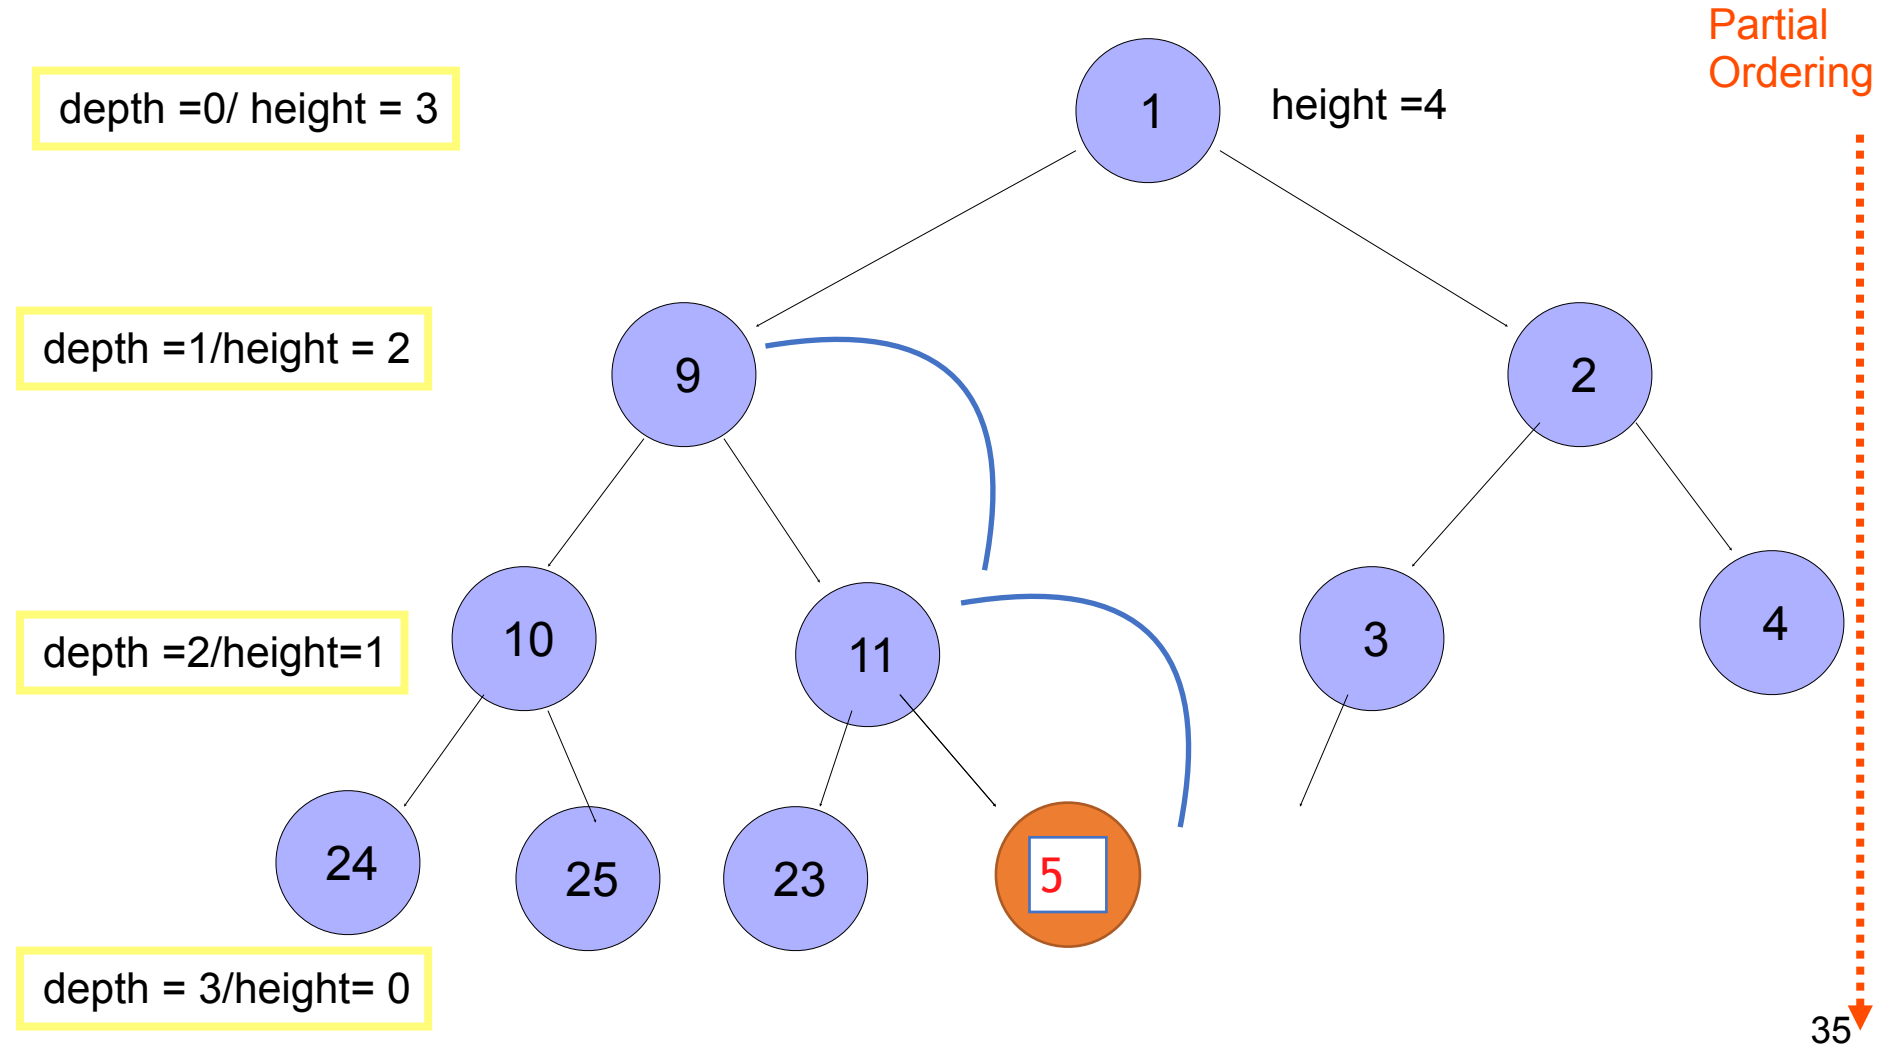 Partial
Ordering
depth =0/ height = 3
1
height =4
depth =1/height = 2
9
2
depth =2/height=1
10
11
3
4
24
25
23
5
depth = 3/height= 0
35